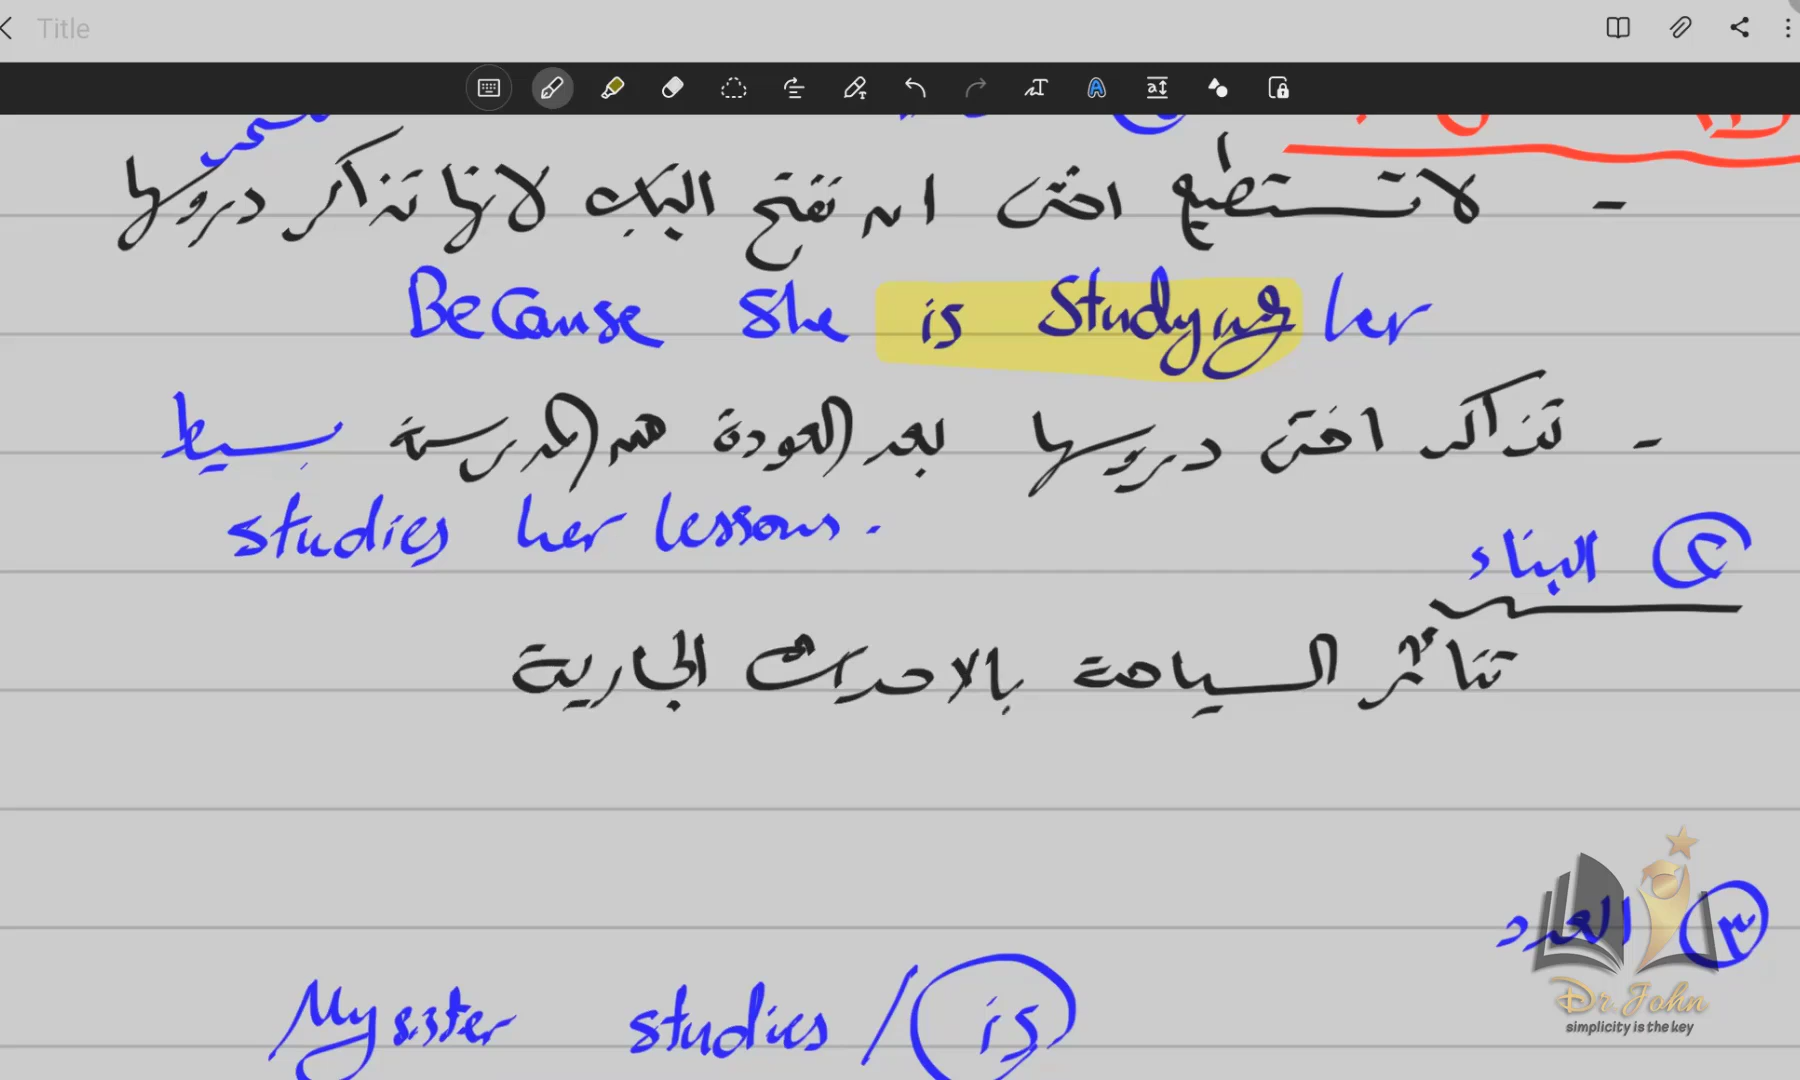 Title
لا تستطيع اختى ان تفتح الباب لانها تذاكر دروسها
Because she is studying her
- تذاكر اختى دروسها بعد العودة من المدرسة بسيط
studies her lessons.
٢ البناء
تتأثر السياحة بالاحداث الجارية
٣ العدد
My sister studies / is
Dr. John
simplicity is the key